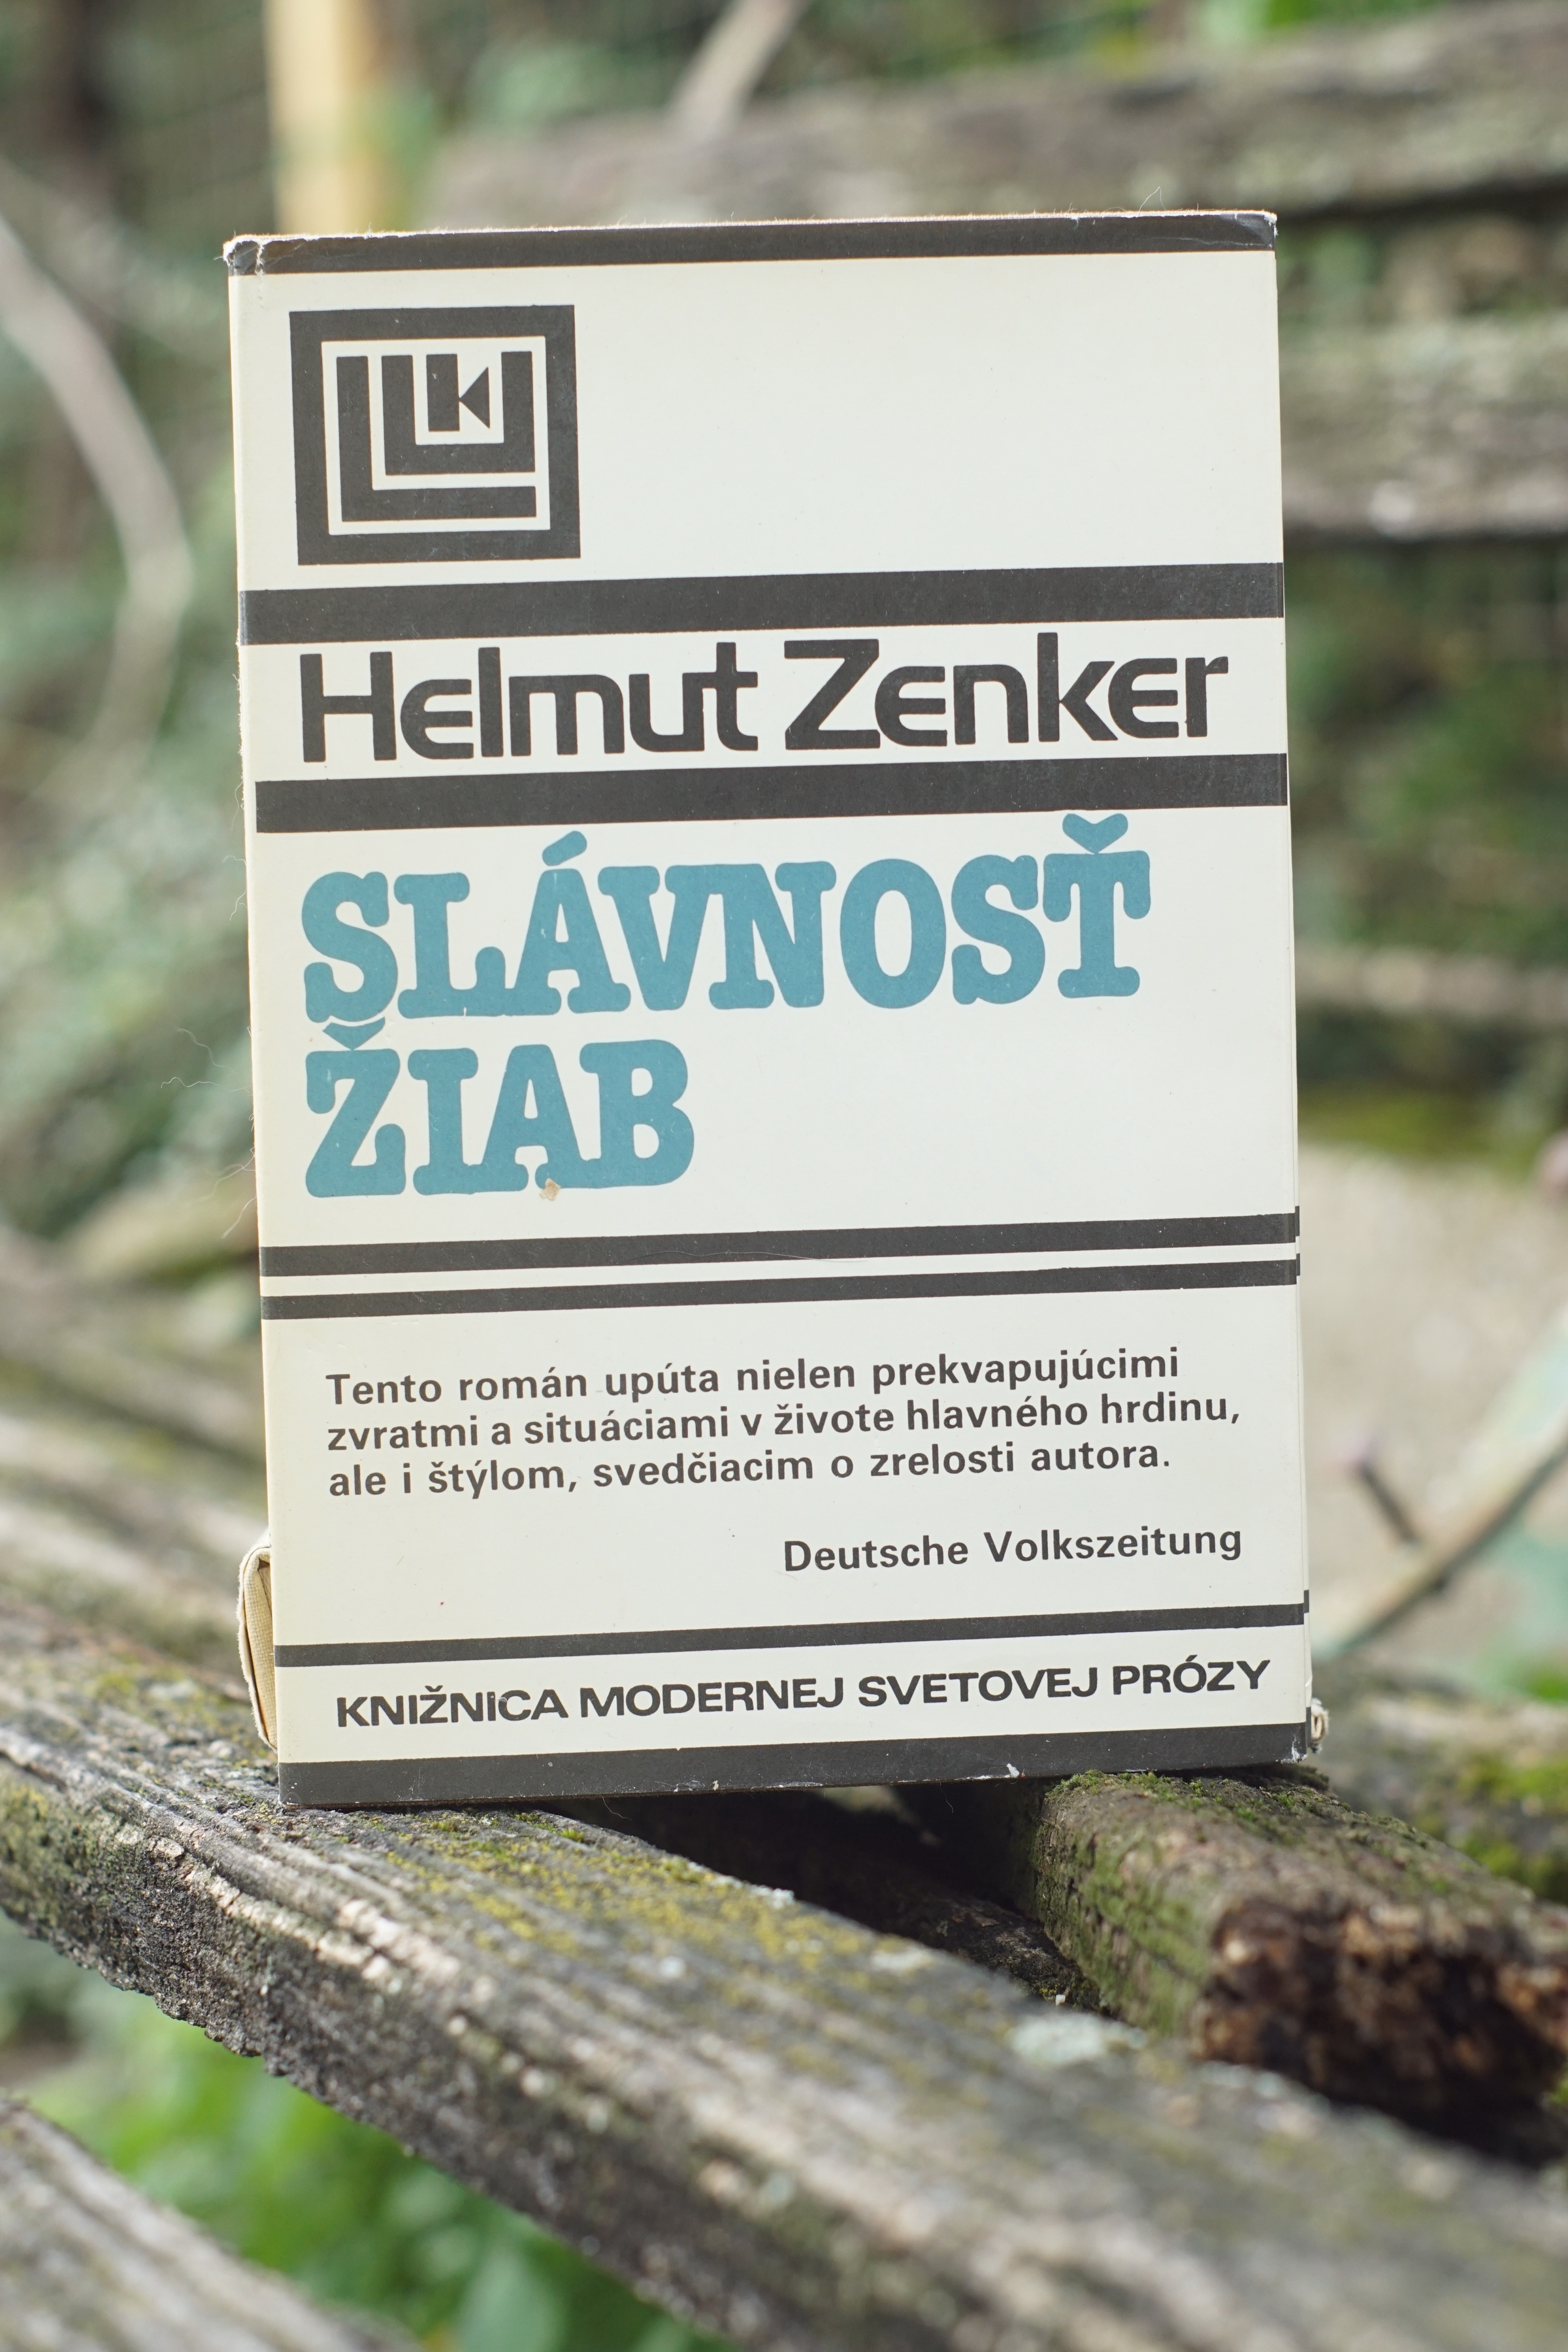 Helmut Zenker
SLÁVNOSŤ
ŽIAB
Tento román upúta nielen prekvapujúcimi
zvratmi a situáciami v živote hlavného hrdinu,
ale i štýlom, svedčiacim o zrelosti autora.
Deutsche Volkszeitung
KNIŽNICA MODERNEJ SVETOVEJ PRÓZY